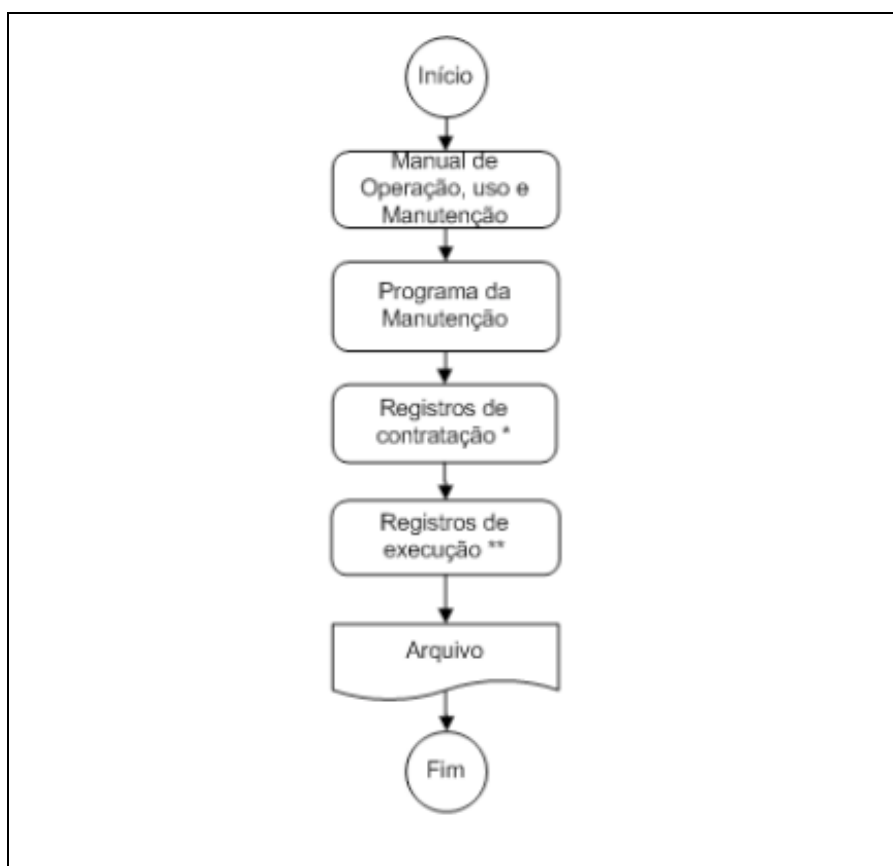 Início
Manual de
Operação, uso e
Manutenção
Programa da
Manutenção
Registros de
contratação *
Registros de
execução **
Arquivo
Fim